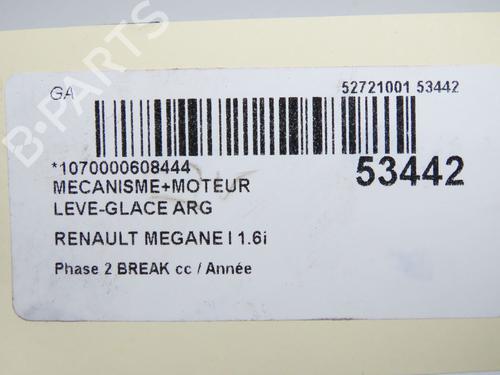 GA
52721001 53442
*1070000608444
53442
MECANISME+MOTEUR
LEVE-GLACE ARG
RENAULT MEGANE I 1.6i
Phase 2 BREAK cc / Année
B-PARTS